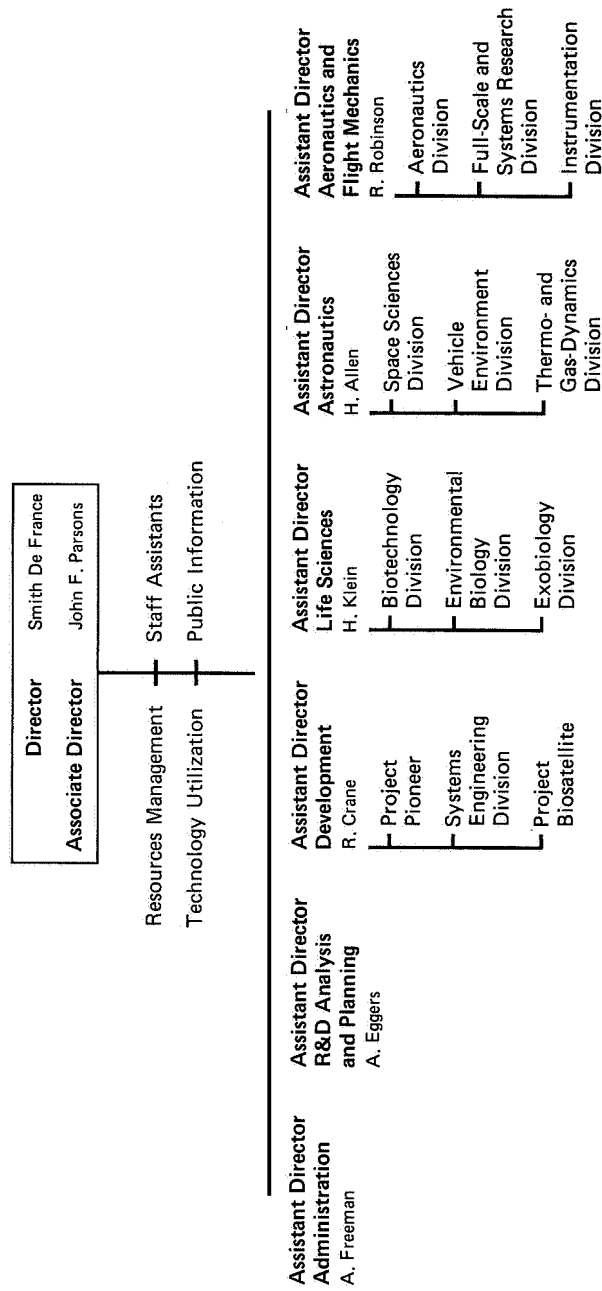 Director Smith De France
Associate Director John F. Parsons
Resources Management Staff Assistants
Technology Utilization Public Information
Assistant Director
Administration
A. Freeman
Assistant Director
R&D Analysis
and Planning
A. Eggers
Assistant Director
Development
R. Crane
Project
Pioneer
Systems
Engineering
Division
Project
Biosatellite
Assistant Director
Life Sciences
H. Klein
Biotechnology
Division
Environmental
Biology
Division
Exobiology
Division
Assistant Director
Astronautics
H. Allen
Space Sciences
Division
Vehicle
Environment
Division
Thermo- and
Gas-Dynamics
Division
Assistant Director
Aeronautics and
Flight Mechanics
R. Robinson
Aeronautics
Division
Full-Scale and
Systems Research
Division
Instrumentation
Division